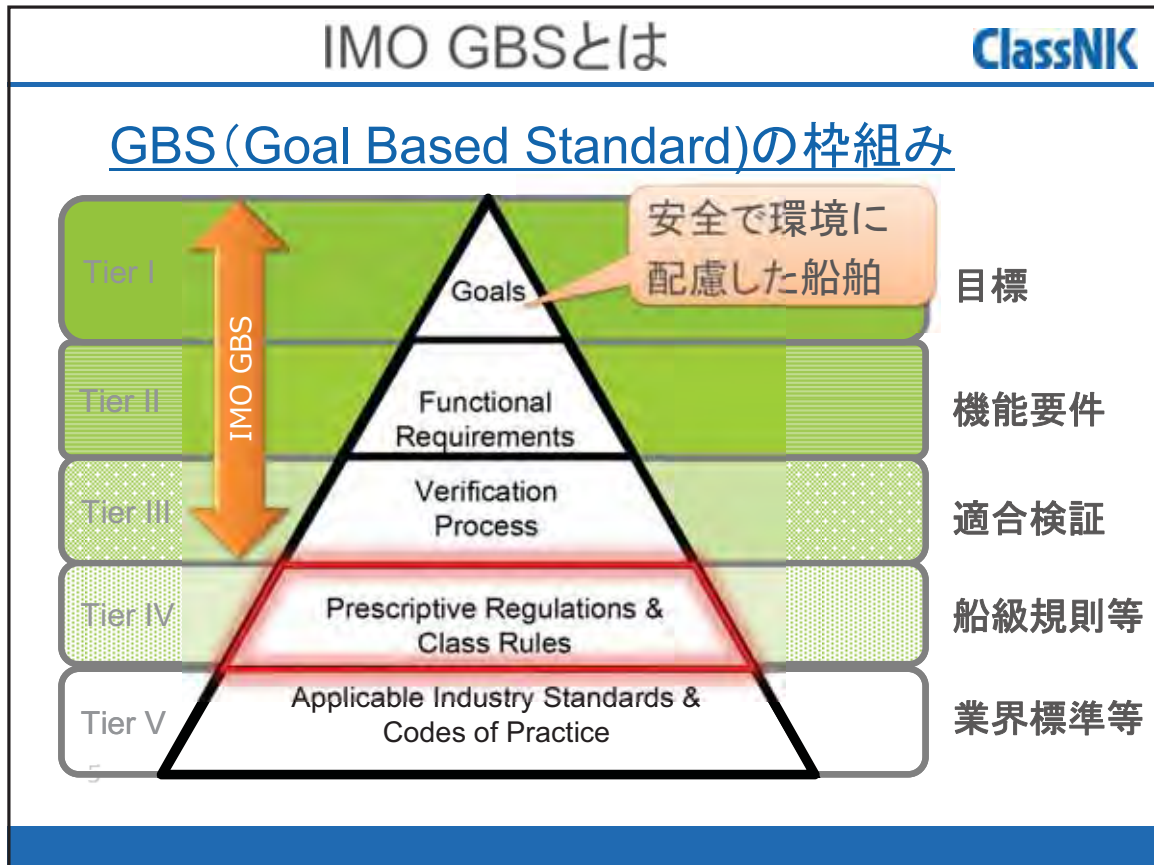 IMO GBSとは
ClassNK
GBS（Goal Based Standard)の枠組み
安全で環境に
配慮した船舶
Tier I
Goals
目標
IMO GBS
Tier II
Functional
Requirements
機能要件
Tier III
Verification
Process
適合検証
Tier IV
Prescriptive Regulations &
Class Rules
船級規則等
Tier V
Applicable Industry Standards &
Codes of Practice
業界標準等
5